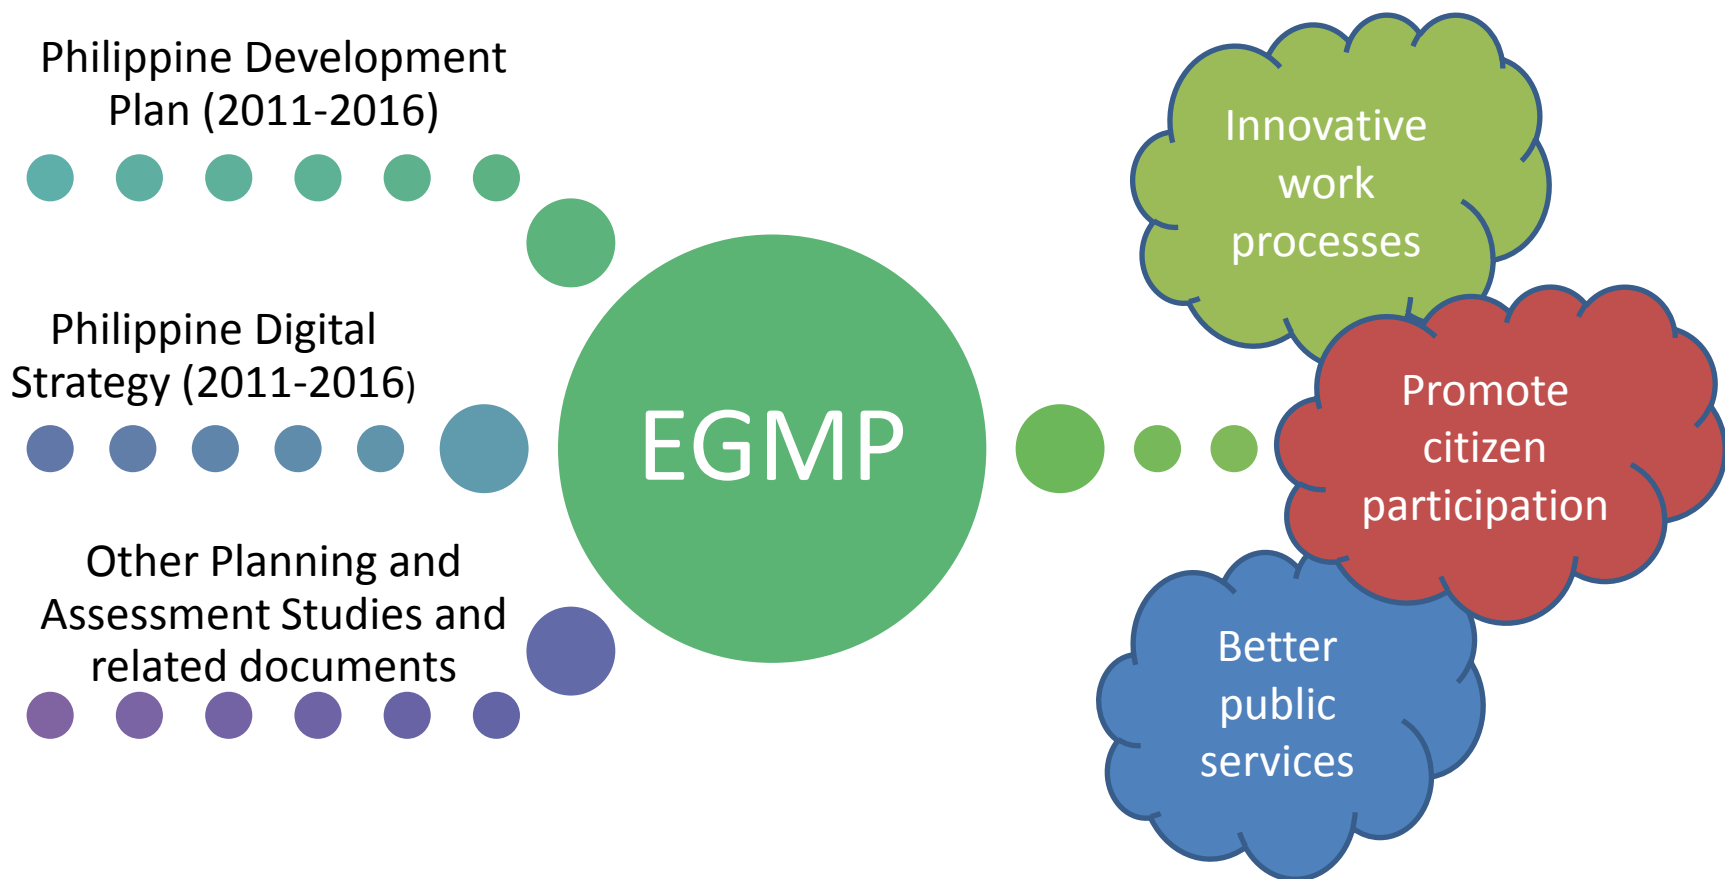 Philippine Development
Plan (2011-2016)
Philippine Digital
Strategy (2011-2016)
Other Planning and
Assessment Studies and
related documents
EGMP
Innovative
work
processes
Promote
citizen
participation
Better
public
services